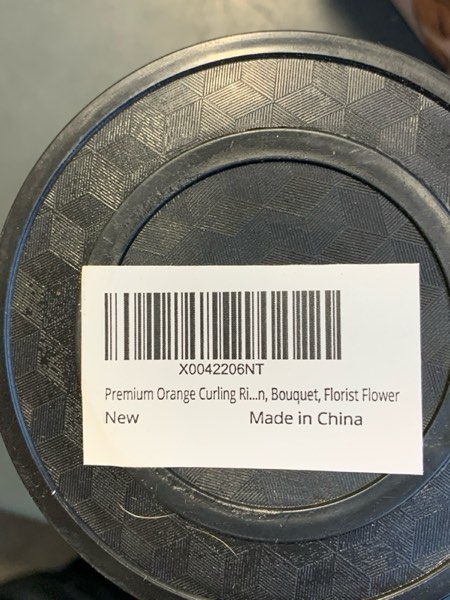 X0042206NT
Premium Orange Curling Ri...n, Bouquet, Florist Flower
New Made in China